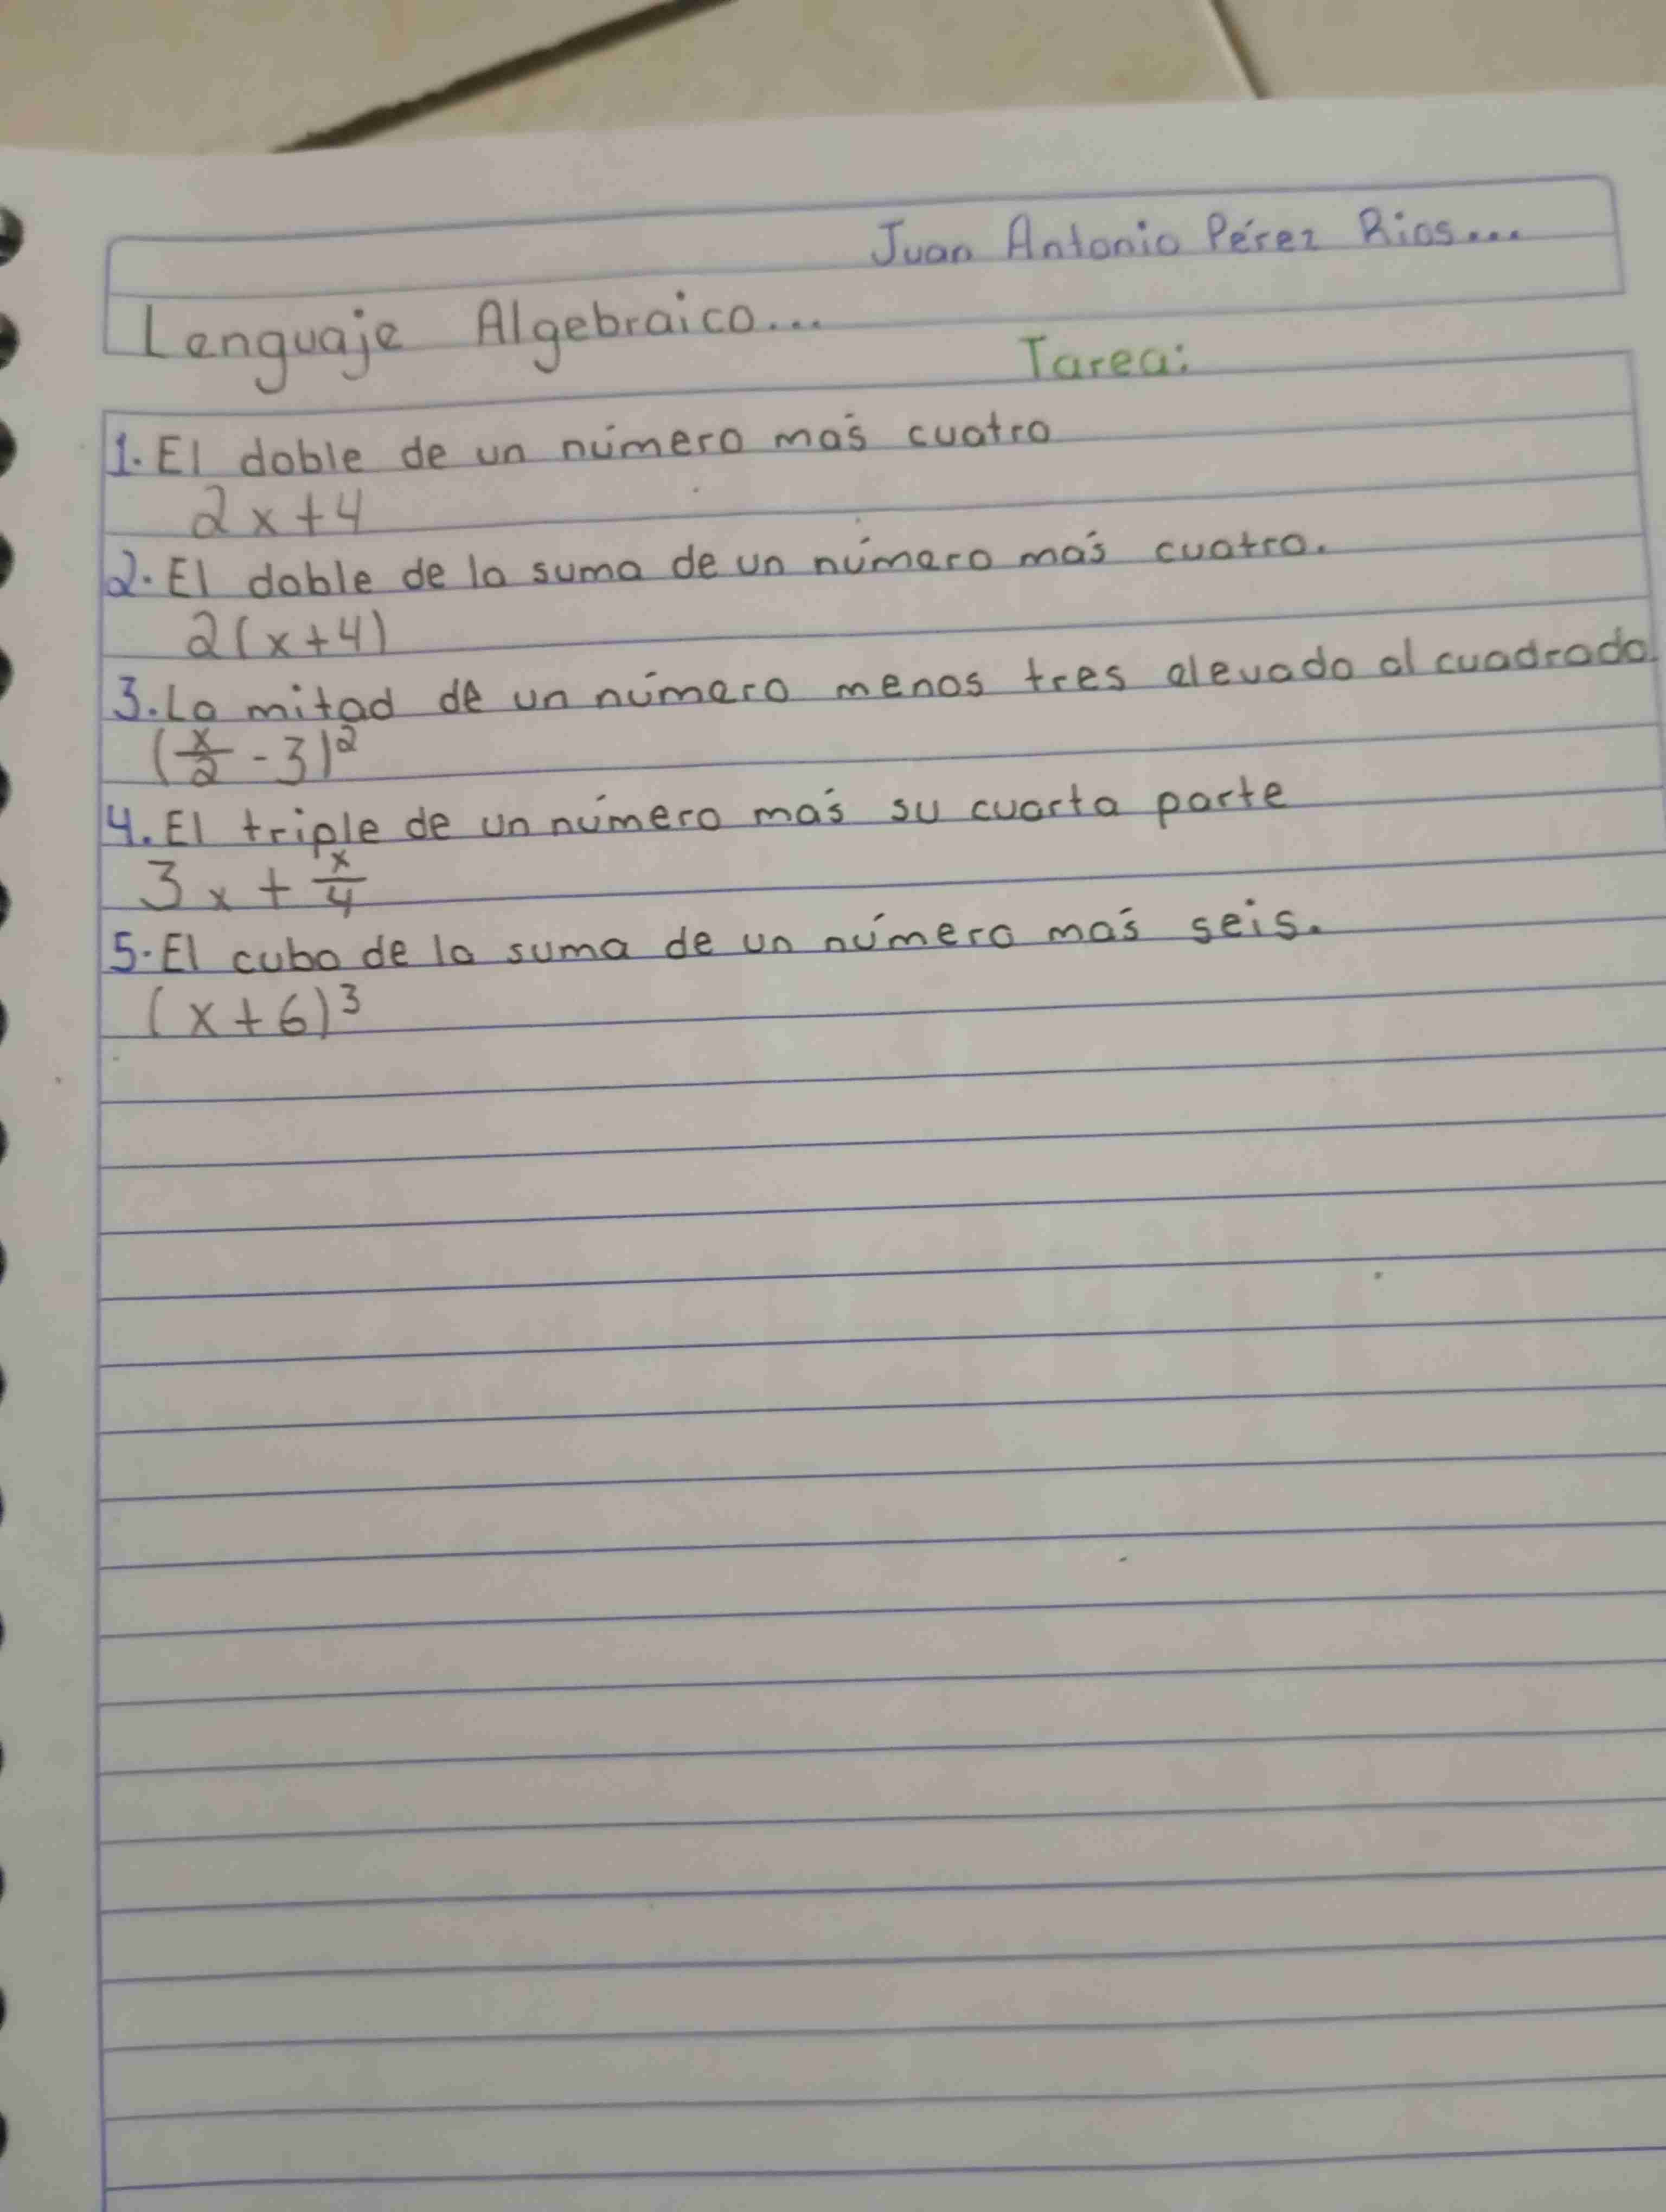 Juan Antonio Pérez Rios...
Lenguaje Algebraico...
Tarea:
1. El doble de un número más cuatro
2x+4
2. El doble de la suma de un número más cuatro.
2(x+4)
3. La mitad de un número menos tres elevado al cuadrado.
(x/2 - 3)²
4. El triple de un número más su cuarta parte
3x + x/4
5. El cubo de la suma de un número más seis.
(x+6)³